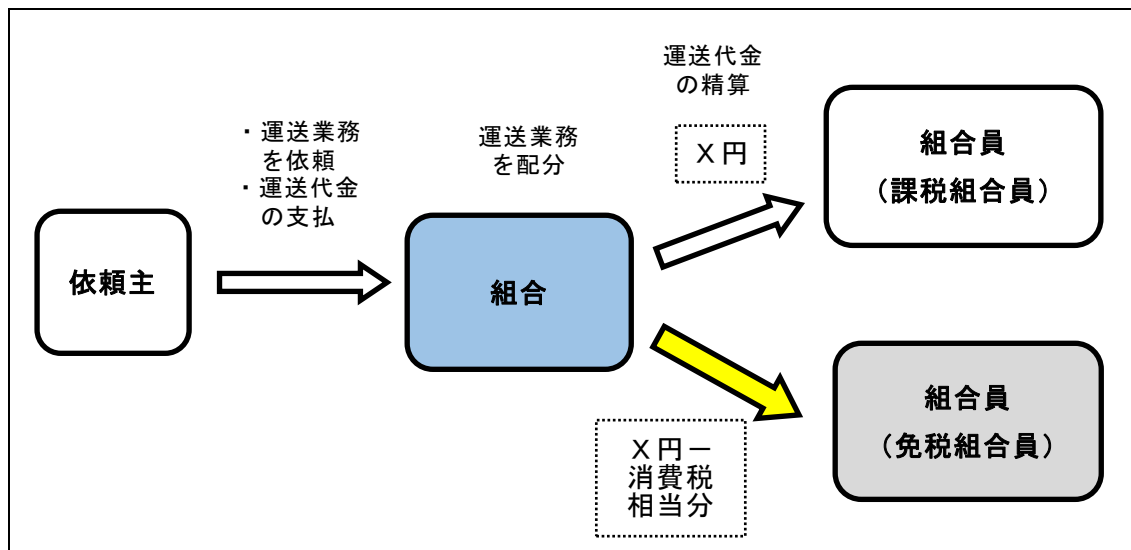 ・運送業務
を依頼
・運送代金
の支払
運送業務
を配分
運送代金
の精算
X円
依頼主
組合
組合員
（課税組合員）
X円－
消費税
相当分
組合員
（免税組合員）